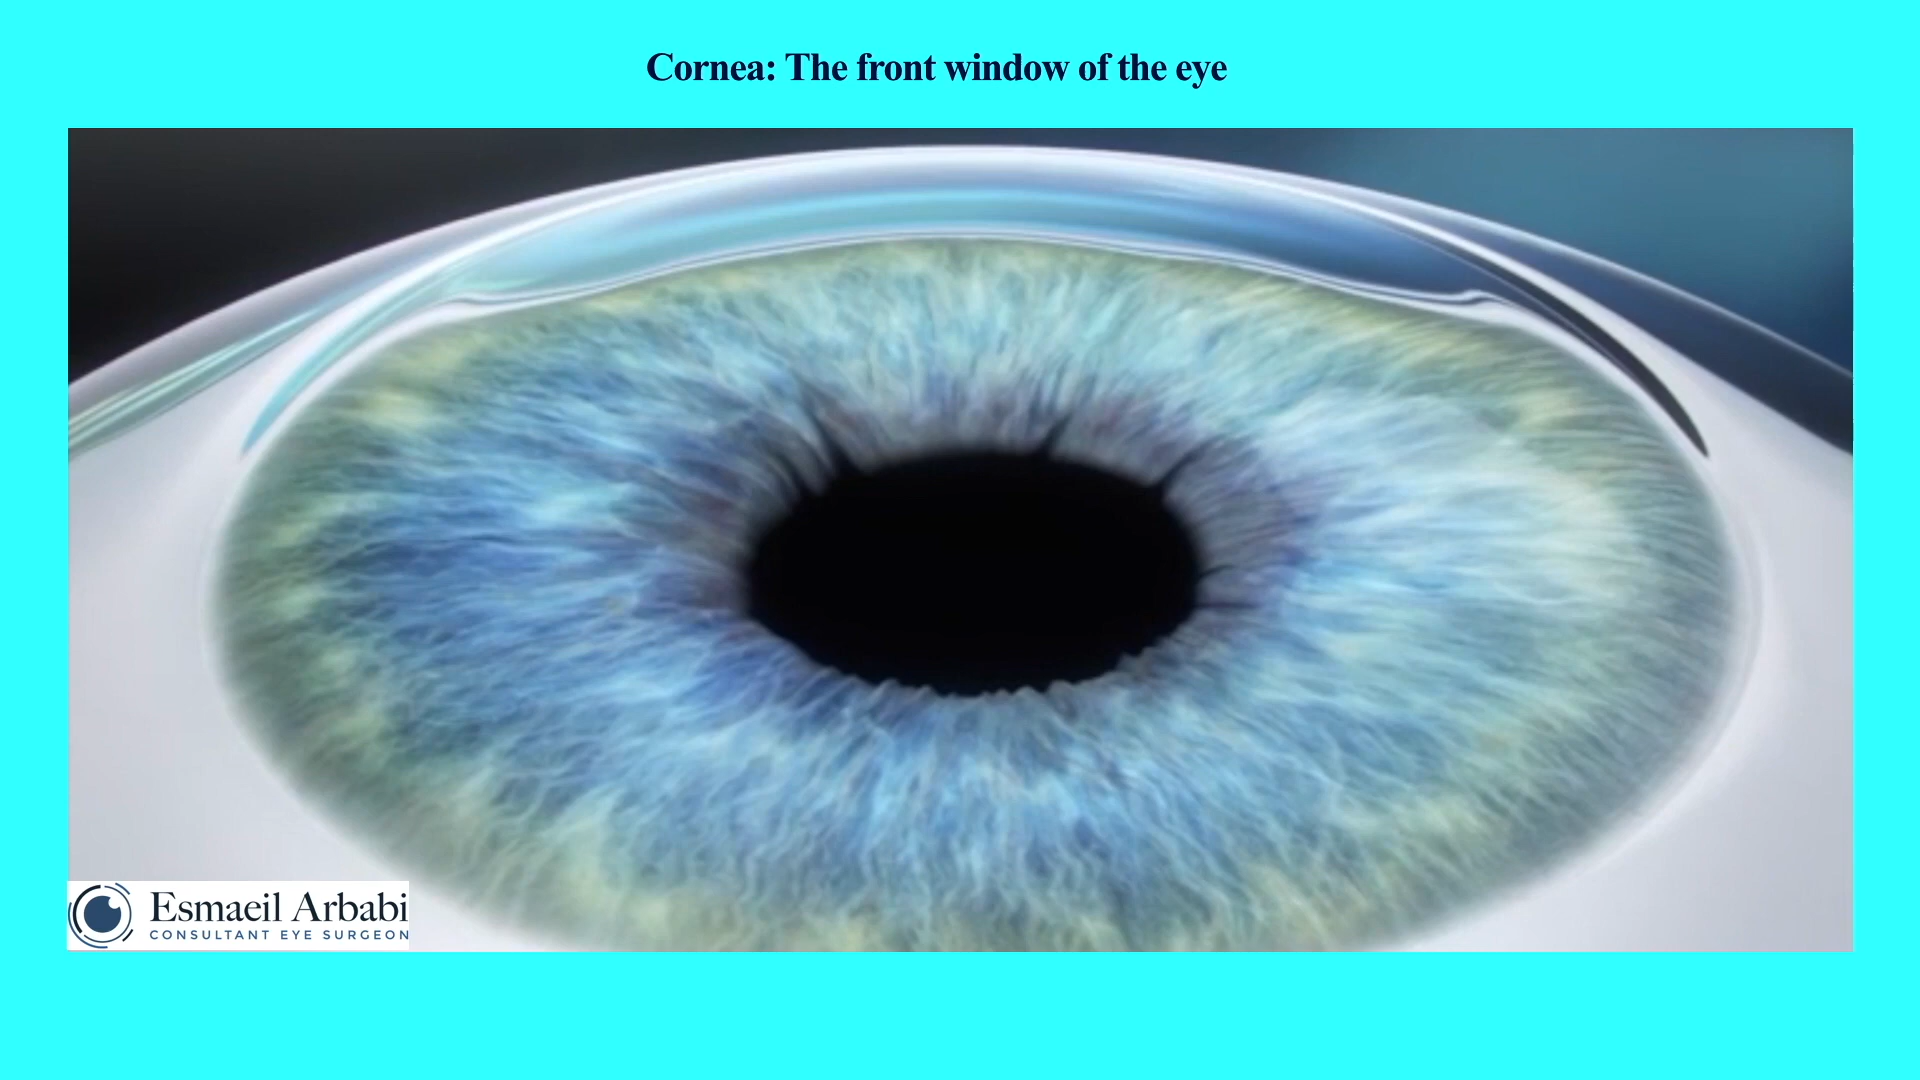 Cornea: The front window of the eye
Esmaeil Arbabi
CONSULTANT EYE SURGEON